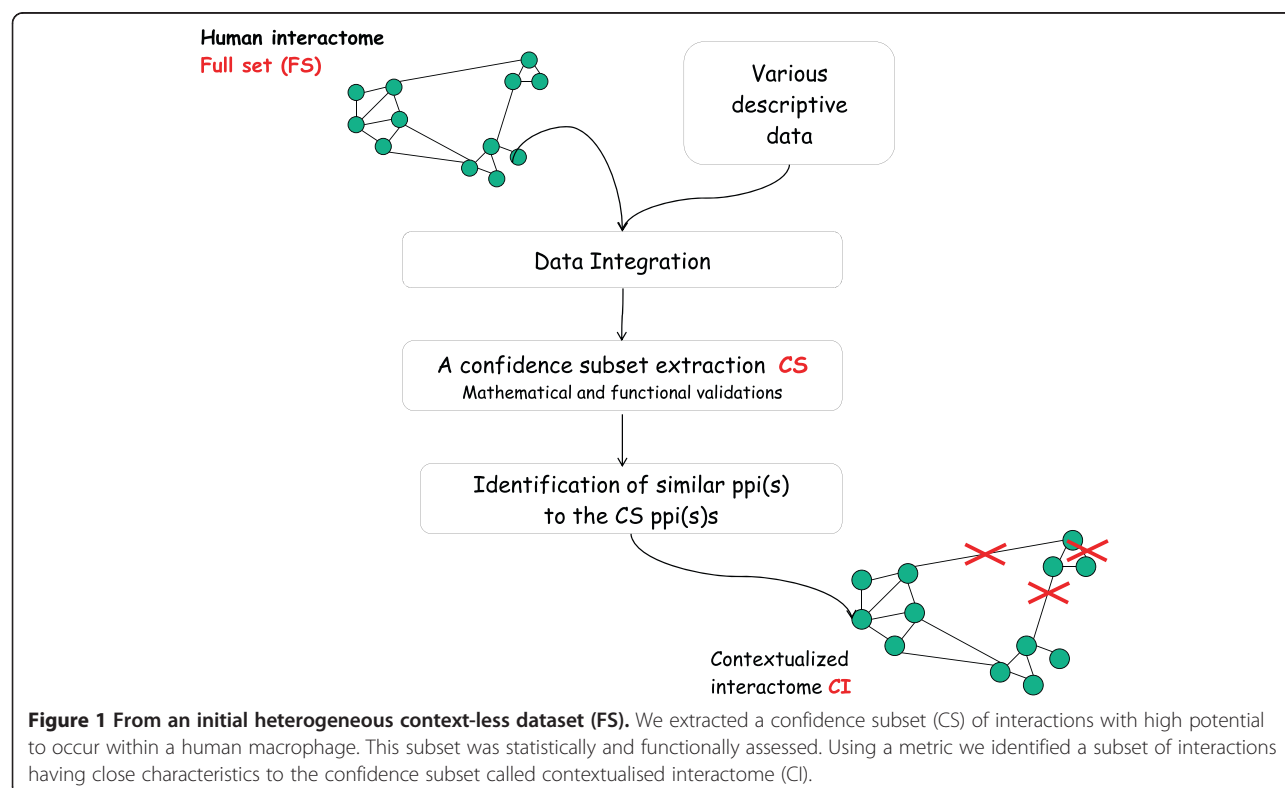 Human interactome
Full set (FS)
Various
descriptive
data
Data Integration
A confidence subset extraction CS
Mathematical and functional validations
Identification of similar ppi(s)
to the CS ppi(s)s
Contextualized
interactome CI
Figure 1 From an initial heterogeneous context-less dataset (FS). We extracted a confidence subset (CS) of interactions with high potential
to occur within a human macrophage. This subset was statistically and functionally assessed. Using a metric we identified a subset of interactions
having close characteristics to the confidence subset called contextualised interactome (CI).